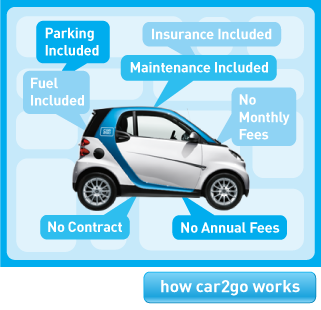 Parking
Included
Insurance Included
Maintenance Included
Fuel
Included
No
Monthly
Fees
No Contract
No Annual Fees
how car2go works